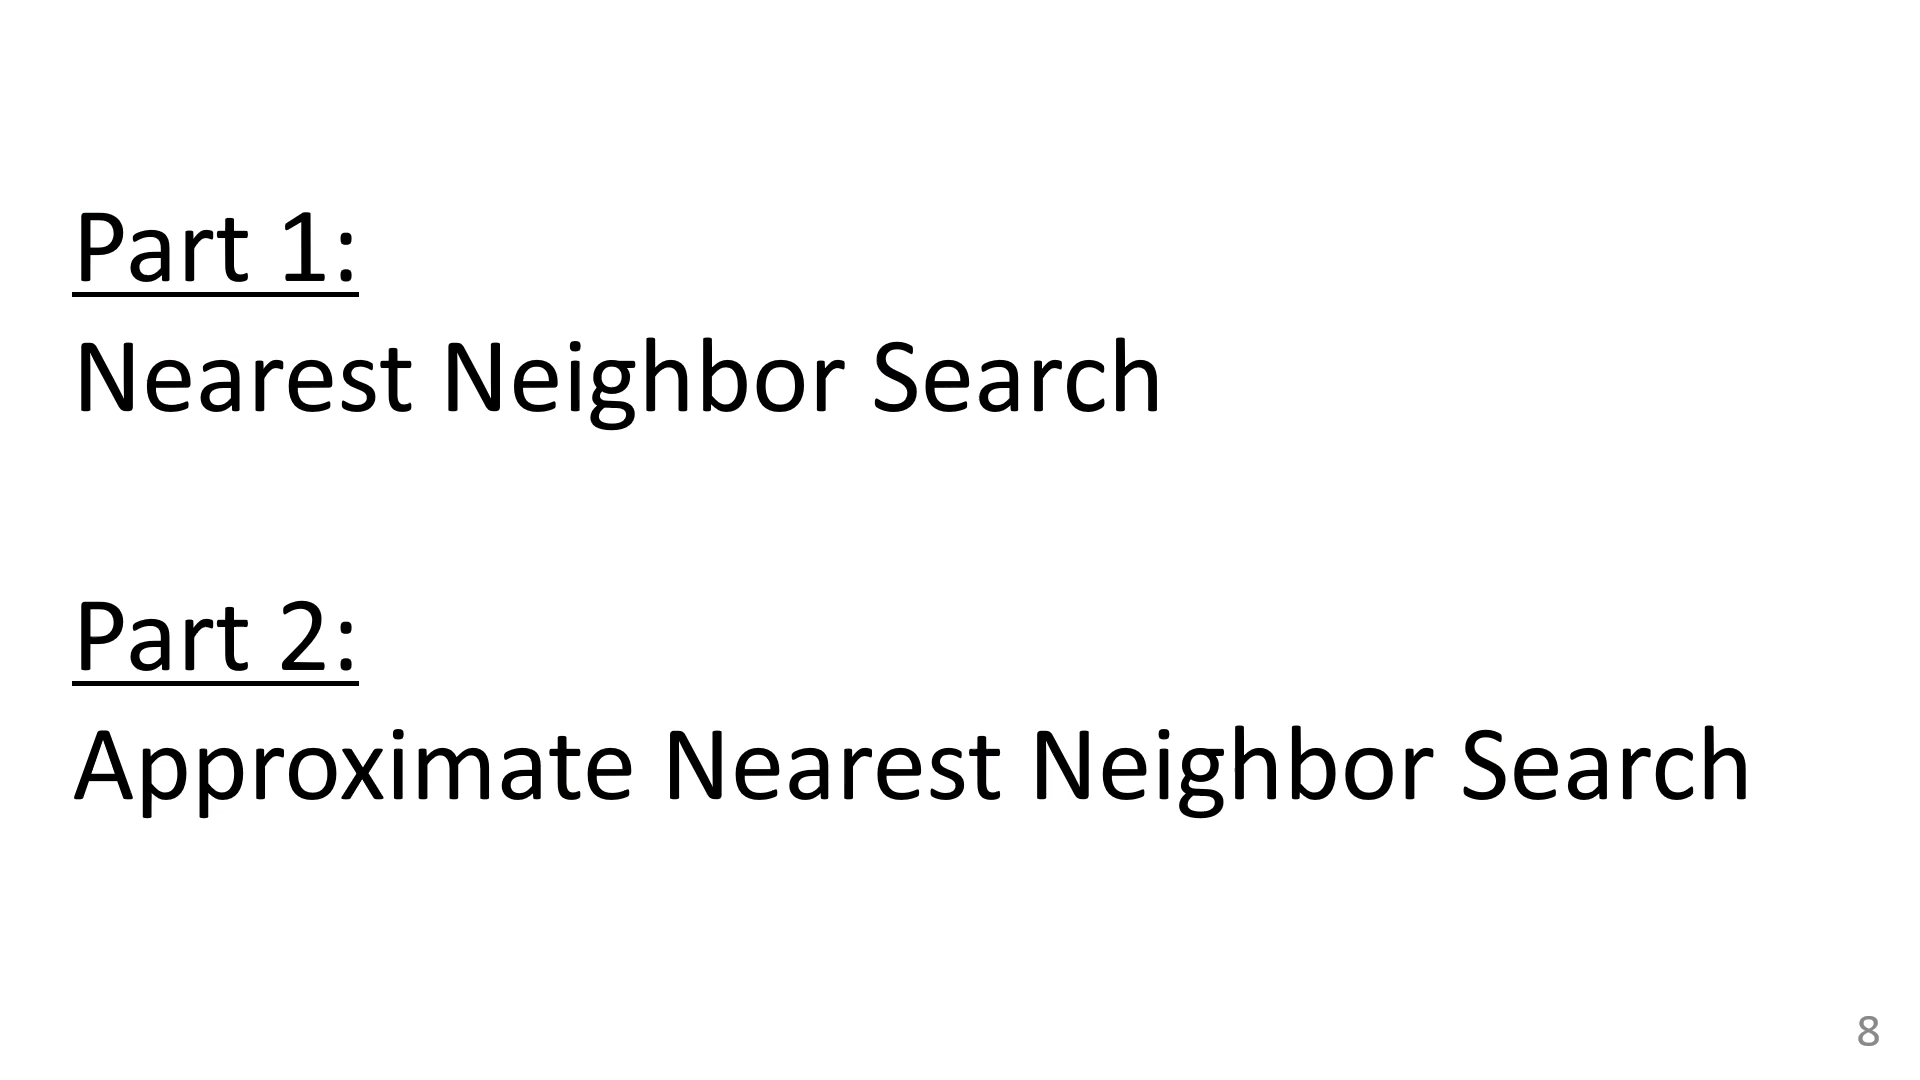 Part 1:
Nearest Neighbor Search
Part 2:
Approximate Nearest Neighbor Search
8